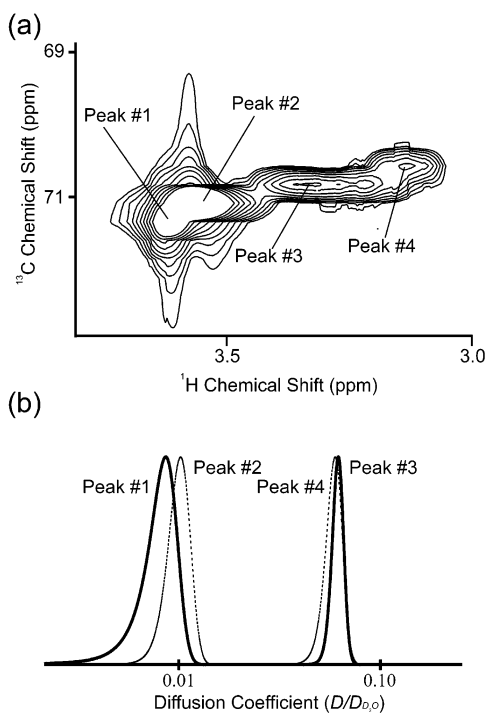 (a)
69
Peak #1
Peak #2
71
Peak #3
Peak #4
¹³C Chemical Shift (ppm)
3.5
3.0
¹H Chemical Shift (ppm)
(b)
Peak #1
Peak #2
Peak #4
Peak #3
0.01
0.10
Diffusion Coefficient (D/D_D₂O)